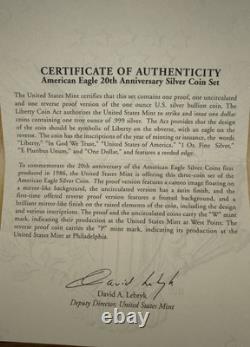 CERTIFICATE OF AUTHENTICITY
American Eagle 20th Anniversary Silver Coin Set
The United States Mint certifies that this set contains one proof, one uncirculated
and one reverse proof version of the one ounce U.S. silver bullion coin. The
Liberty Coin Act authorizes the United States Mint to strike and issue one dollar
coins containing one troy ounce of .999 silver. The Act provides that the design
of the coin should be symbolic of Liberty on the obverse, with an eagle on the
reverse. The coin has the inscriptions of the year of minting or issuance, the words
"Liberty," "In God We Trust," "United States of America," "1 Oz. Fine Silver,"
"E Pluribus Unum," and "One Dollar," and features a reeded edge.
To commemorate the 20th anniversary of the American Eagle Silver Coins first
produced in 1986, the United States Mint is offering this three-coin set of the
American Eagle Silver Coin. The proof version features a cameo image floating on
a mirror-like background, the uncirculated version has a satin finish, and the
first-ever offered reverse proof version features a frosted background, and a
brilliant mirror-like finish on the raised elements of the coin, including the design
and various inscriptions. The proof and the uncirculated coins carry the "W" mint
mark, which indicates their production at the United States Mint at West Point. The
reverse proof coin carries the "P" mint mark, indicating its production at the
United States Mint at Philadelphia.
David Lebryk
David A. Lebryk,
Deputy Director, United States Mint